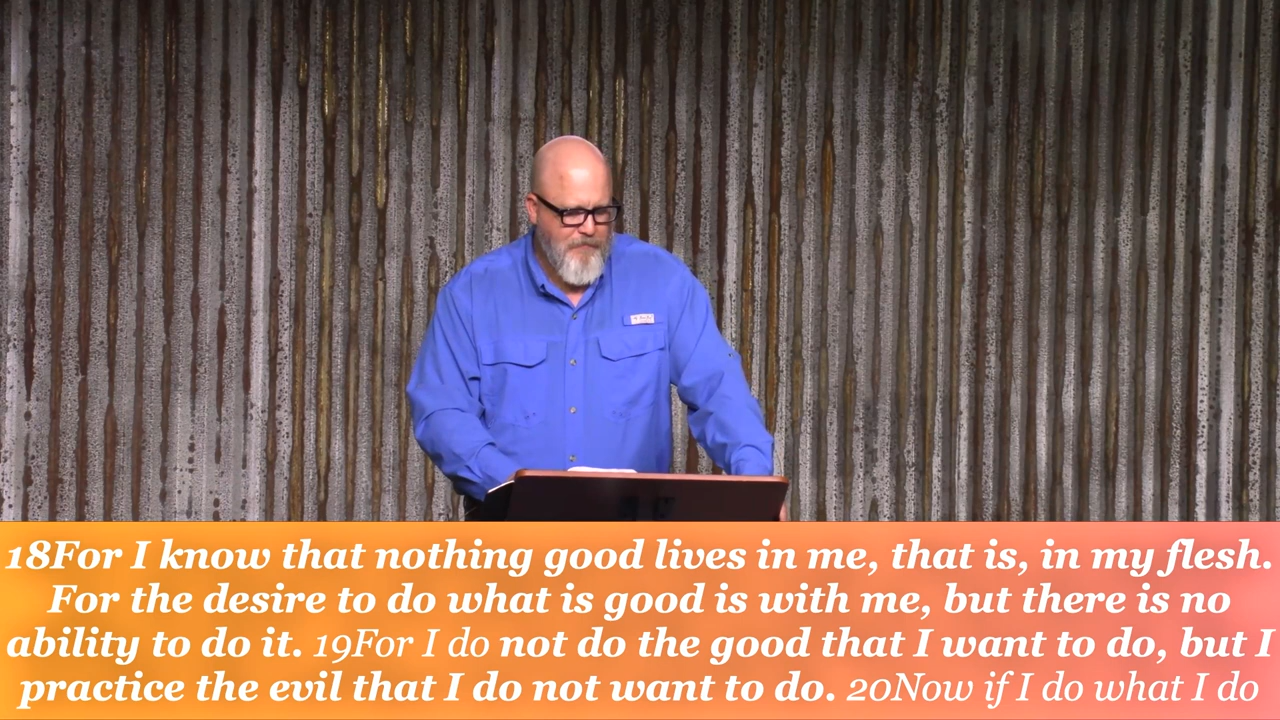 18For I know that nothing good lives in me, that is, in my flesh.
For the desire to do what is good is with me, but there is no
ability to do it. 19For I do not do the good that I want to do, but I
practice the evil that I do not want to do. 20Now if I do what I do